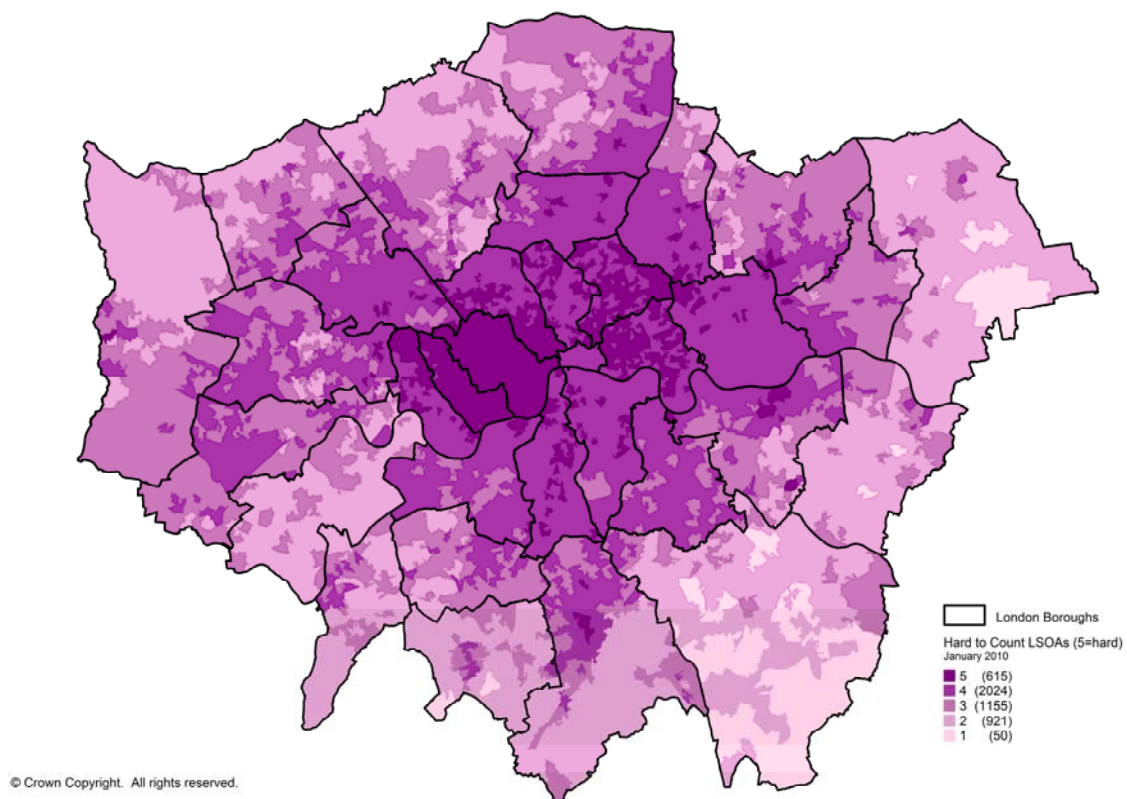 London Boroughs
Hard to Count LSOAs (5=hard)
January 2010
5 (615)
4 (2024)
3 (1155)
2 (921)
1 (50)
© Crown Copyright. All rights reserved.